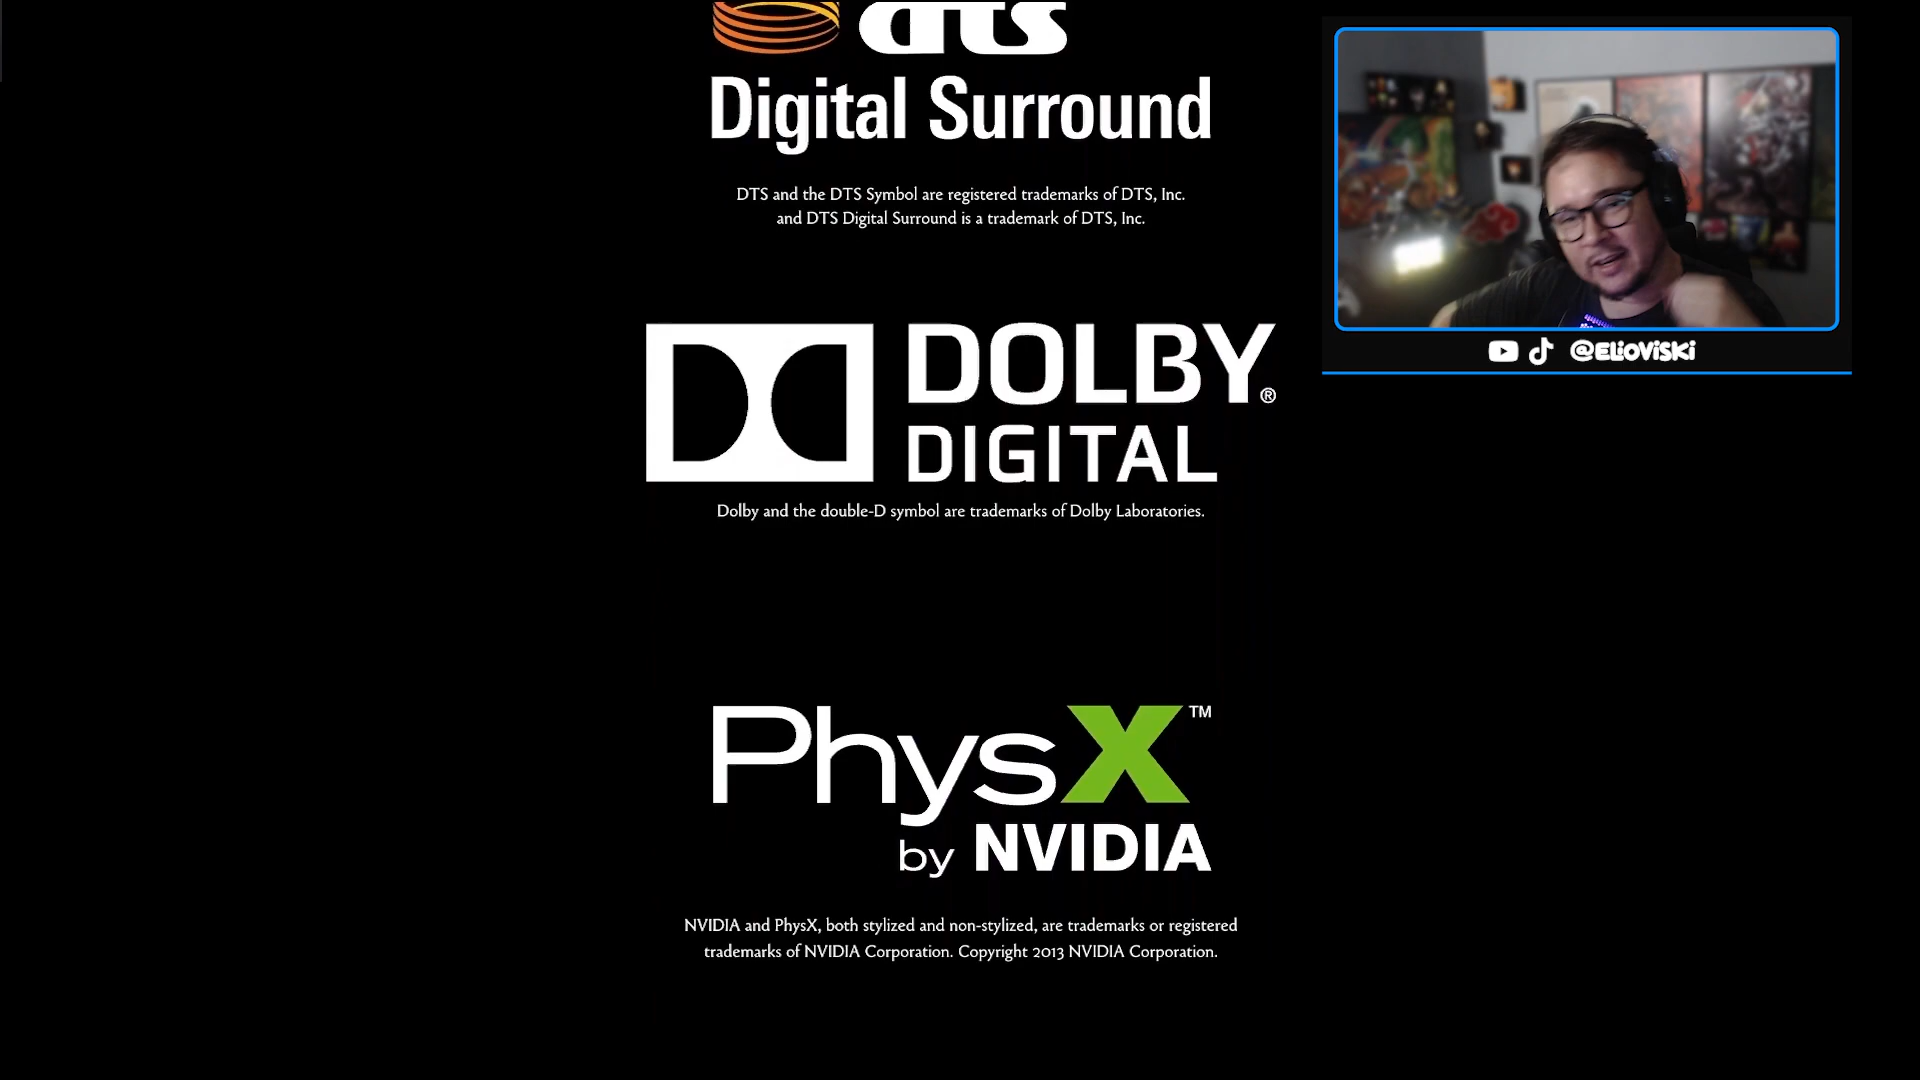 dts
Digital Surround
DTS and the DTS Symbol are registered trademarks of DTS, Inc.
and DTS Digital Surround is a trademark of DTS, Inc.
DOLBY®
DIGITAL
Dolby and the double-D symbol are trademarks of Dolby Laboratories.
PhysX™
by NVIDIA
NVIDIA and PhysX, both stylized and non-stylized, are trademarks or registered
trademarks of NVIDIA Corporation. Copyright 2013 NVIDIA Corporation.
@ELiOViSKi